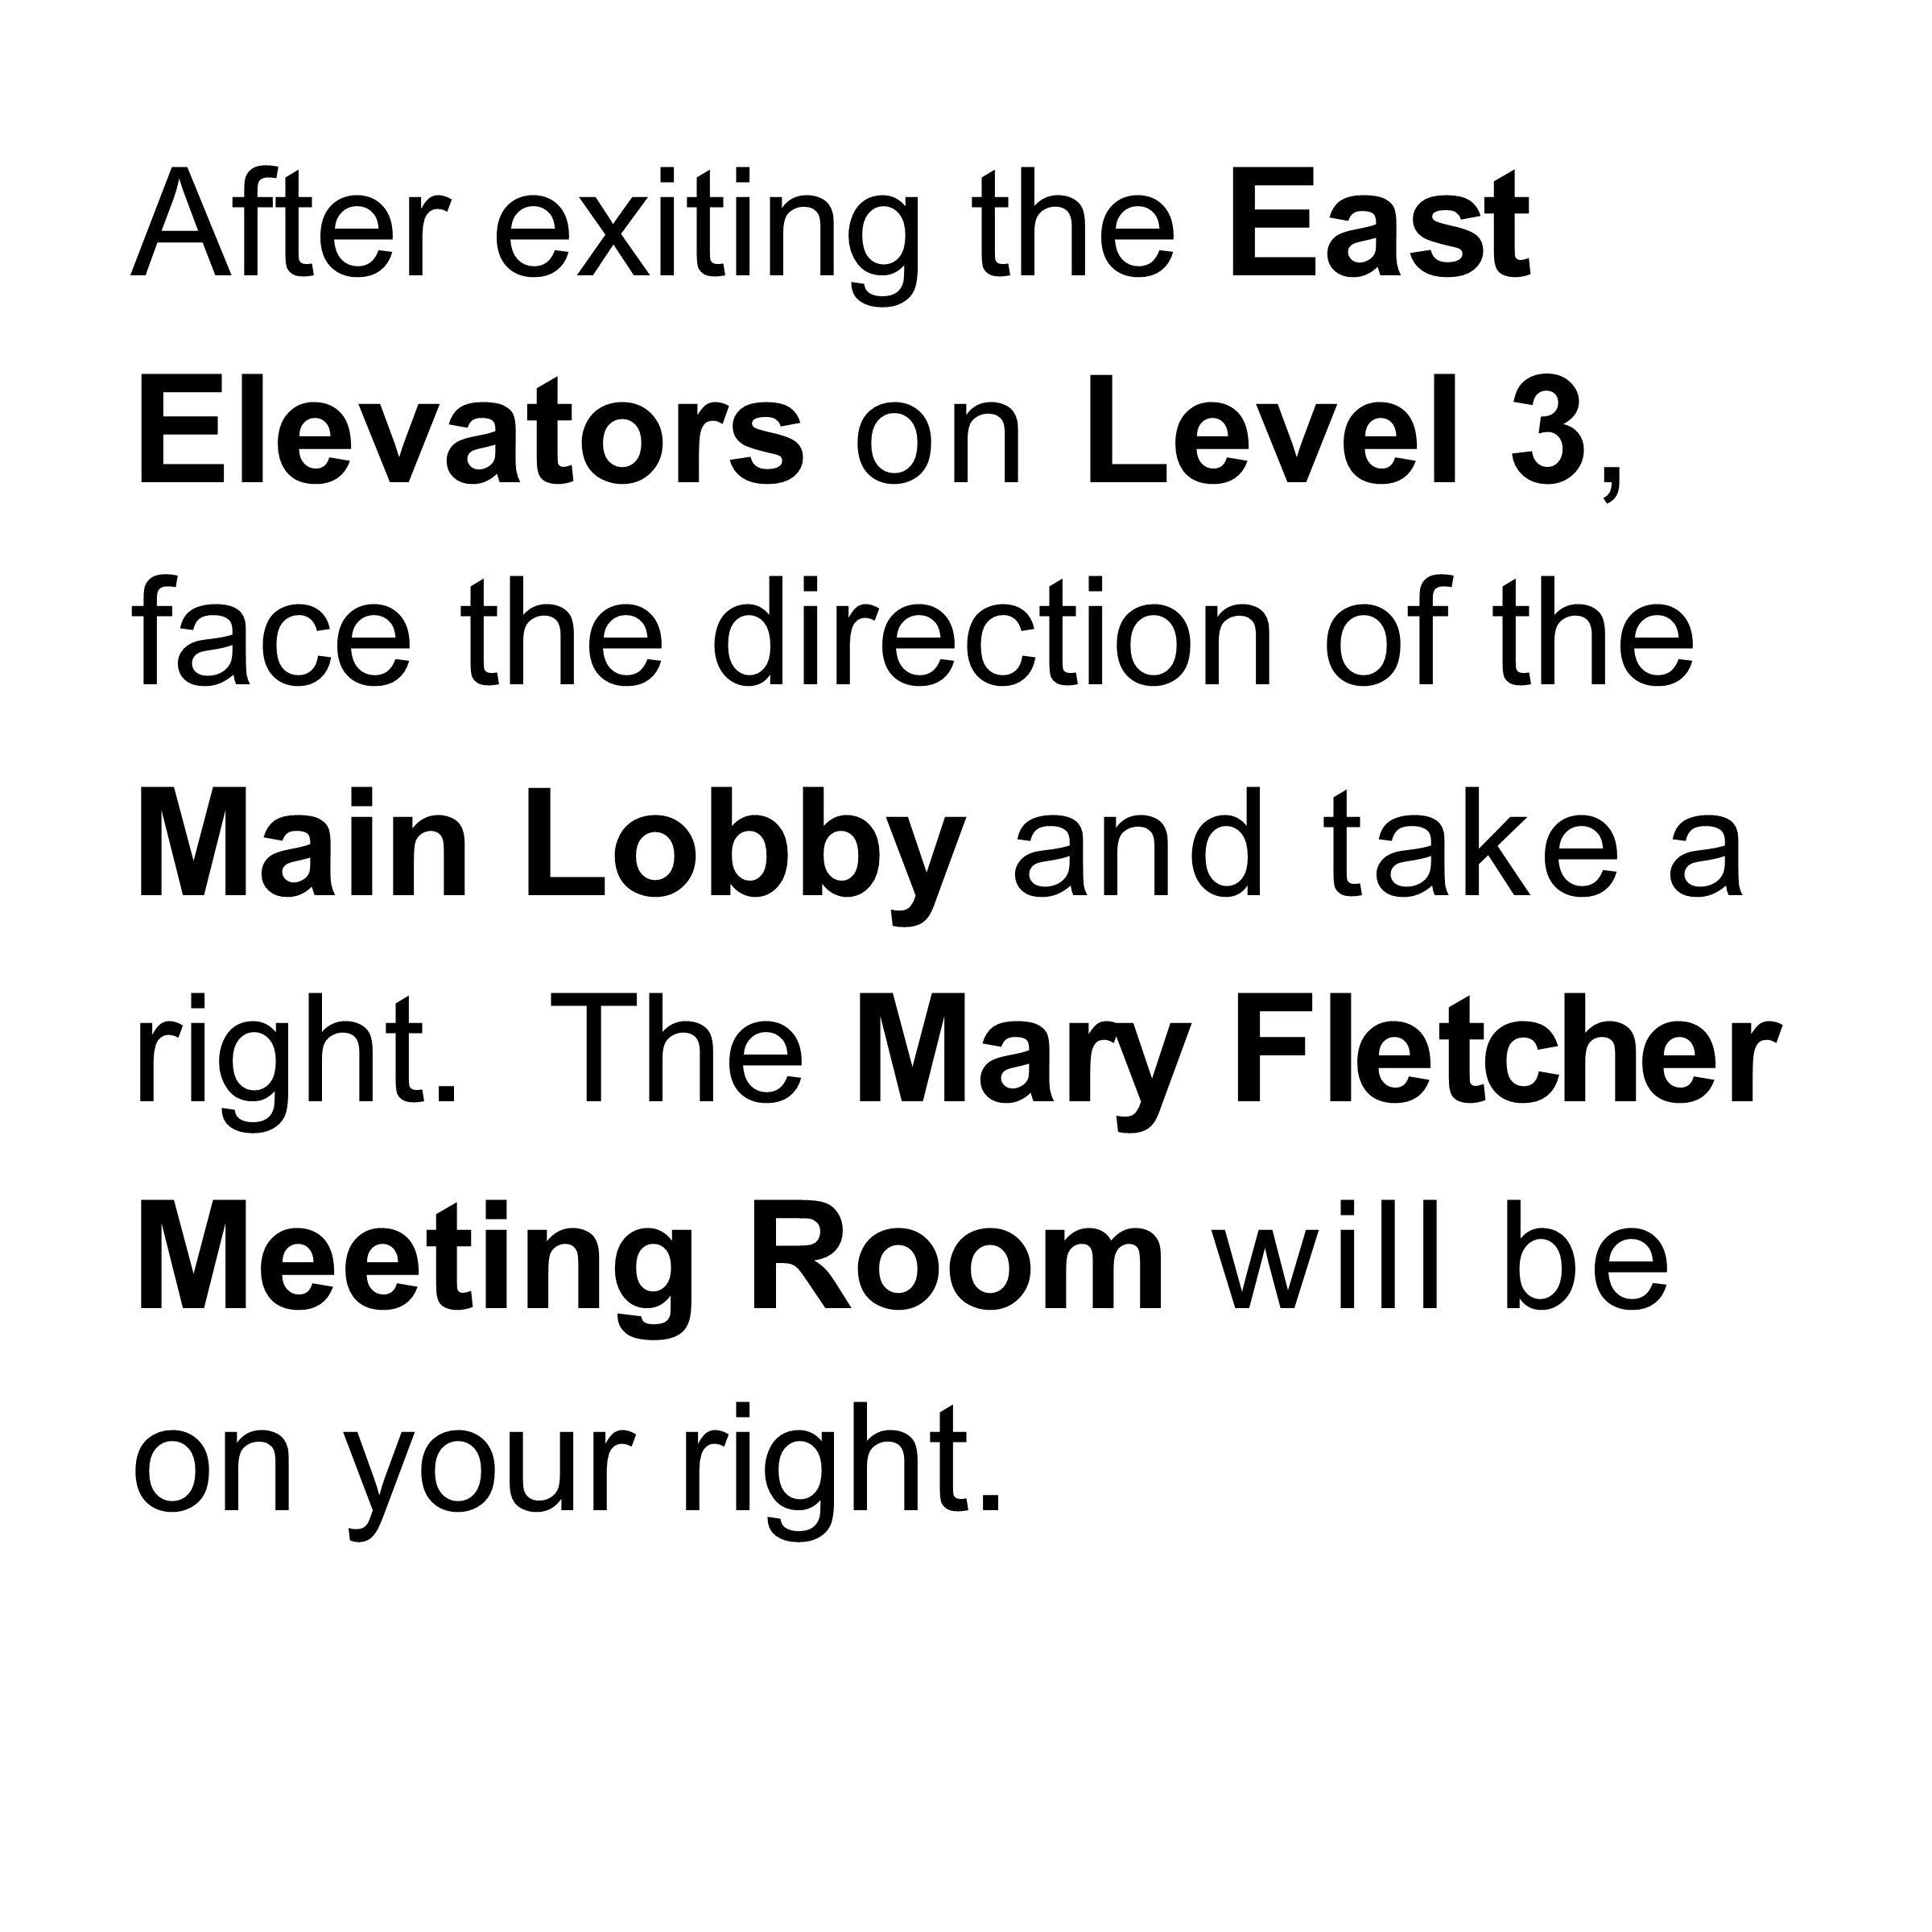 After exiting the East
Elevators on Level 3,
face the direction of the
Main Lobby and take a
right. The Mary Fletcher
Meeting Room will be
on your right.